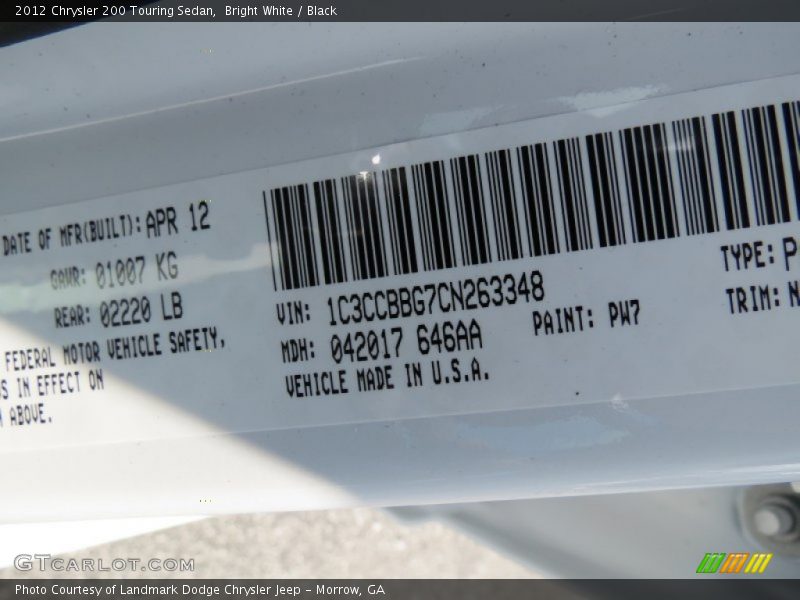 2012 Chrysler 200 Touring Sedan, Bright White / Black
DATE OF MFR(BUILT): APR 12
GAWR: 01007 KG
REAR: 02220 LB
FEDERAL MOTOR VEHICLE SAFETY,
S IN EFFECT ON
ABOVE.
VIN: 1C3CCBBG7CN263348
MDH: 042017 646AA
PAINT: PW7
VEHICLE MADE IN U.S.A.
TYPE: P
TRIM: N
GTCARLOT.COM
Photo Courtesy of Landmark Dodge Chrysler Jeep - Morrow, GA